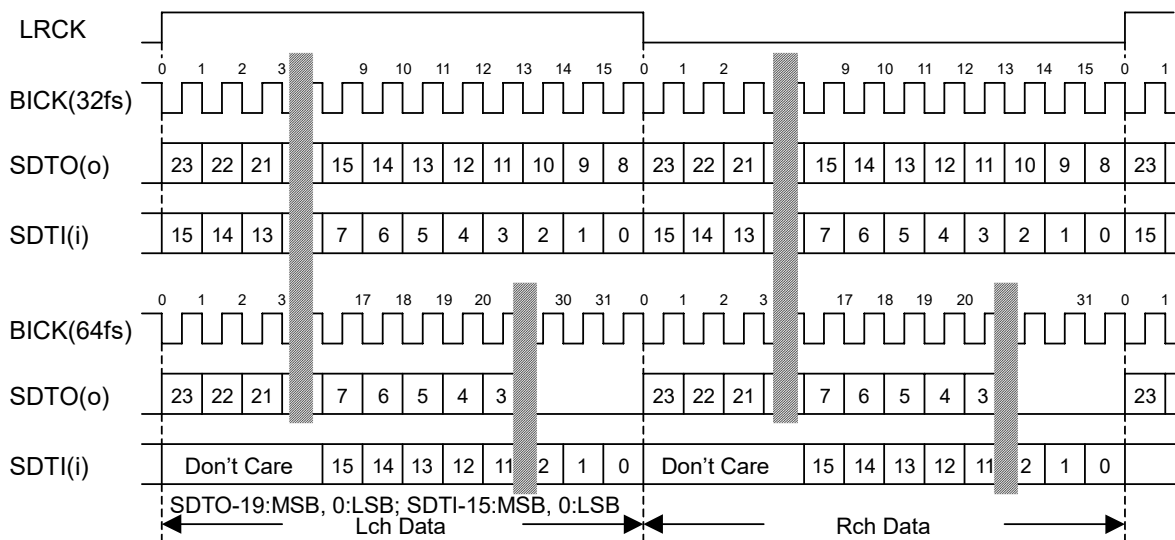 LRCK
0 1 2 3 9 10 11 12 13 14 15 0 1 2 9 10 11 12 13 14 15 0 1
BICK(32fs)
SDTO(o) 23 22 21 15 14 13 12 11 10 9 8 23 22 21 15 14 13 12 11 10 9 8 23
SDTI(i) 15 14 13 7 6 5 4 3 2 1 0 15 14 13 7 6 5 4 3 2 1 0 15
0 1 2 3 17 18 19 20 30 31 0 1 2 3 17 18 19 20 31 0 1
BICK(64fs)
SDTO(o) 23 22 21 7 6 5 4 3 23 22 21 7 6 5 4 3 23
SDTI(i) Don't Care 15 14 13 12 11 2 1 0 Don't Care 15 14 13 12 11 2 1 0
SDTO-19:MSB, 0:LSB; SDTI-15:MSB, 0:LSB
Lch Data Rch Data